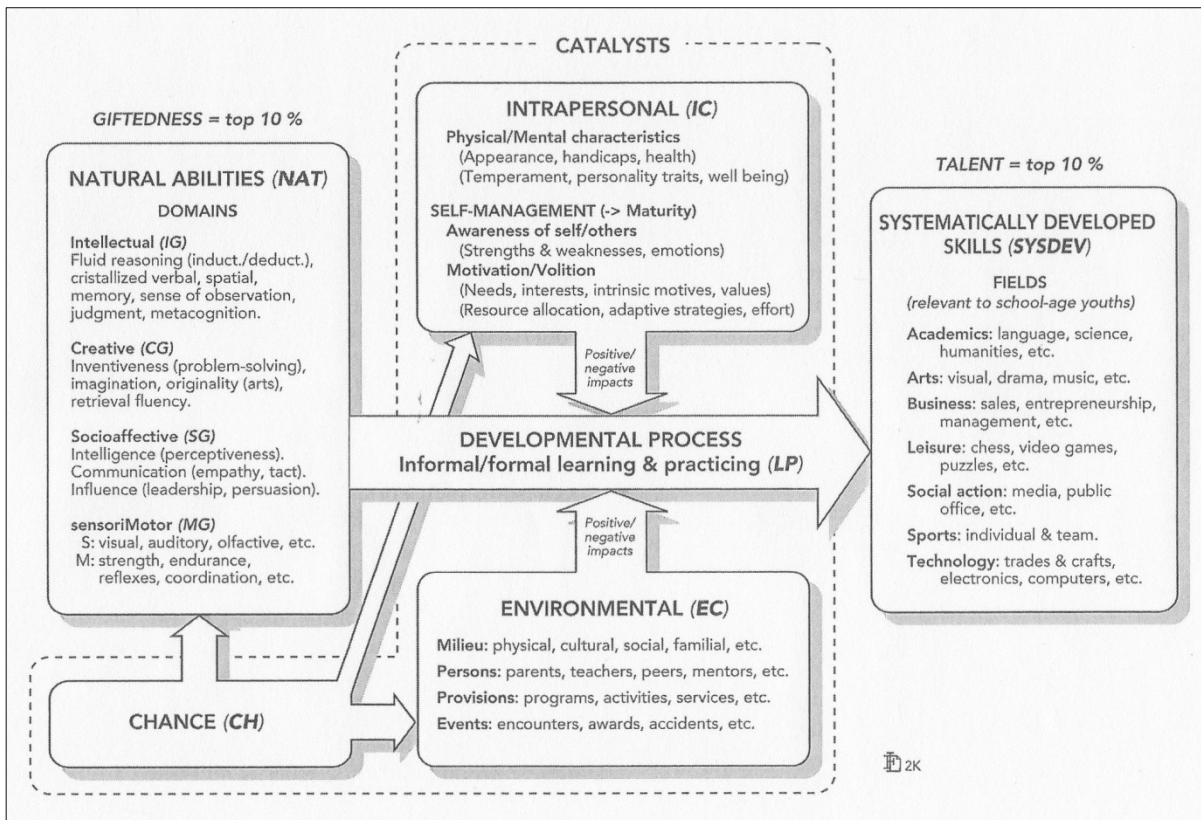 CATALYSTS
GIFTEDNESS = top 10 %
NATURAL ABILITIES (NAT)
DOMAINS
Intellectual (IG)
Fluid reasoning (induct./deduct.),
cristallized verbal, spatial,
memory, sense of observation,
judgment, metacognition.
Creative (CG)
Inventiveness (problem-solving),
imagination, originality (arts),
retrieval fluency.
Socioaffective (SG)
Intelligence (perceptiveness).
Communication (empathy, tact).
Influence (leadership, persuasion).
sensoriMotor (MG)
S: visual, auditory, olfactive, etc.
M: strength, endurance,
reflexes, coordination, etc.
CHANCE (CH)
INTRAPERSONAL (IC)
Physical/Mental characteristics
(Appearance, handicaps, health)
(Temperament, personality traits, well being)
SELF-MANAGEMENT (-> Maturity)
Awareness of self/others
(Strengths & weaknesses, emotions)
Motivation/Volition
(Needs, interests, intrinsic motives, values)
(Resource allocation, adaptive strategies, effort)
Positive/
negative
impacts
DEVELOPMENTAL PROCESS
Informal/formal learning & practicing (LP)
Positive/
negative
impacts
ENVIRONMENTAL (EC)
Milieu: physical, cultural, social, familial, etc.
Persons: parents, teachers, peers, mentors, etc.
Provisions: programs, activities, services, etc.
Events: encounters, awards, accidents, etc.
TALENT = top 10 %
SYSTEMATICALLY DEVELOPED
SKILLS (SYSDEV)
FIELDS
(relevant to school-age youths)
Academics: language, science,
humanities, etc.
Arts: visual, drama, music, etc.
Business: sales, entrepreneurship,
management, etc.
Leisure: chess, video games,
puzzles, etc.
Social action: media, public
office, etc.
Sports: individual & team.
Technology: trades & crafts,
electronics, computers, etc.
2K